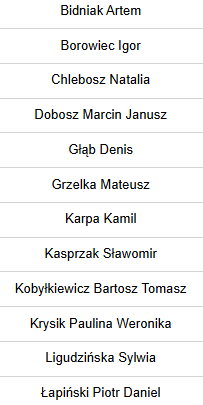 Bidniak Artem
Borowiec Igor
Chlebosz Natalia
Dobosz Marcin Janusz
Głąb Denis
Grzelka Mateusz
Karpa Kamil
Kasprzak Sławomir
Kobyłkiewicz Bartosz Tomasz
Krysik Paulina Weronika
Ligudzińska Sylwia
Łapiński Piotr Daniel